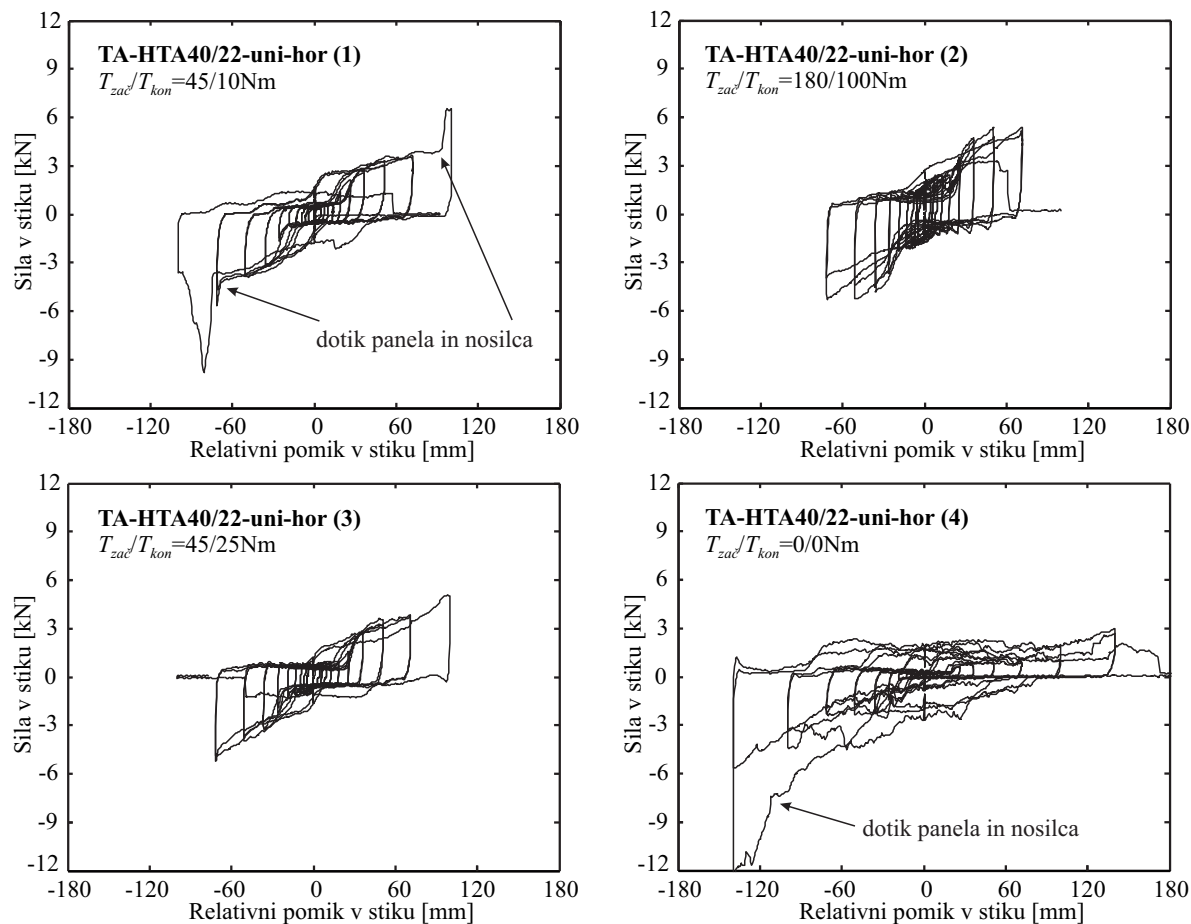 TA-HTA40/22-uni-hor (1)
T_zač/T_kon=45/10Nm
Sila v stiku [kN]
12
9
6
3
0
-3
-6
-9
-12
dotik panela in nosilca
-180 -120 -60 0 60 120 180
Relativni pomik v stiku [mm]
TA-HTA40/22-uni-hor (2)
T_zač/T_kon=180/100Nm
Sila v stiku [kN]
12
9
6
3
0
-3
-6
-9
-12
-180 -120 -60 0 60 120 180
Relativni pomik v stiku [mm]
TA-HTA40/22-uni-hor (3)
T_zač/T_kon=45/25Nm
Sila v stiku [kN]
12
9
6
3
0
-3
-6
-9
-12
-180 -120 -60 0 60 120 180
Relativni pomik v stiku [mm]
TA-HTA40/22-uni-hor (4)
T_zač/T_kon=0/0Nm
Sila v stiku [kN]
12
9
6
3
0
-3
-6
-9
-12
dotik panela in nosilca
-180 -120 -60 0 60 120 180
Relativni pomik v stiku [mm]